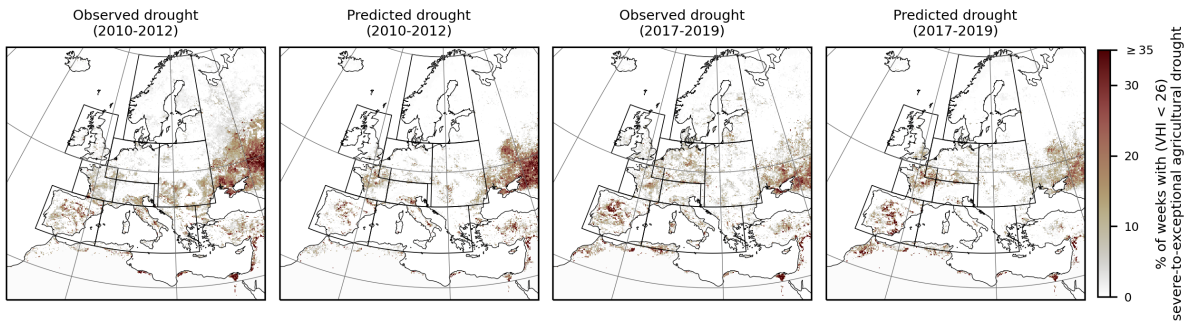 Observed drought
(2010-2012)
Predicted drought
(2010-2012)
Observed drought
(2017-2019)
Predicted drought
(2017-2019)
≥ 35
30
20
10
0
% of weeks with (VHI < 26)
severe-to-exceptional agricultural drought